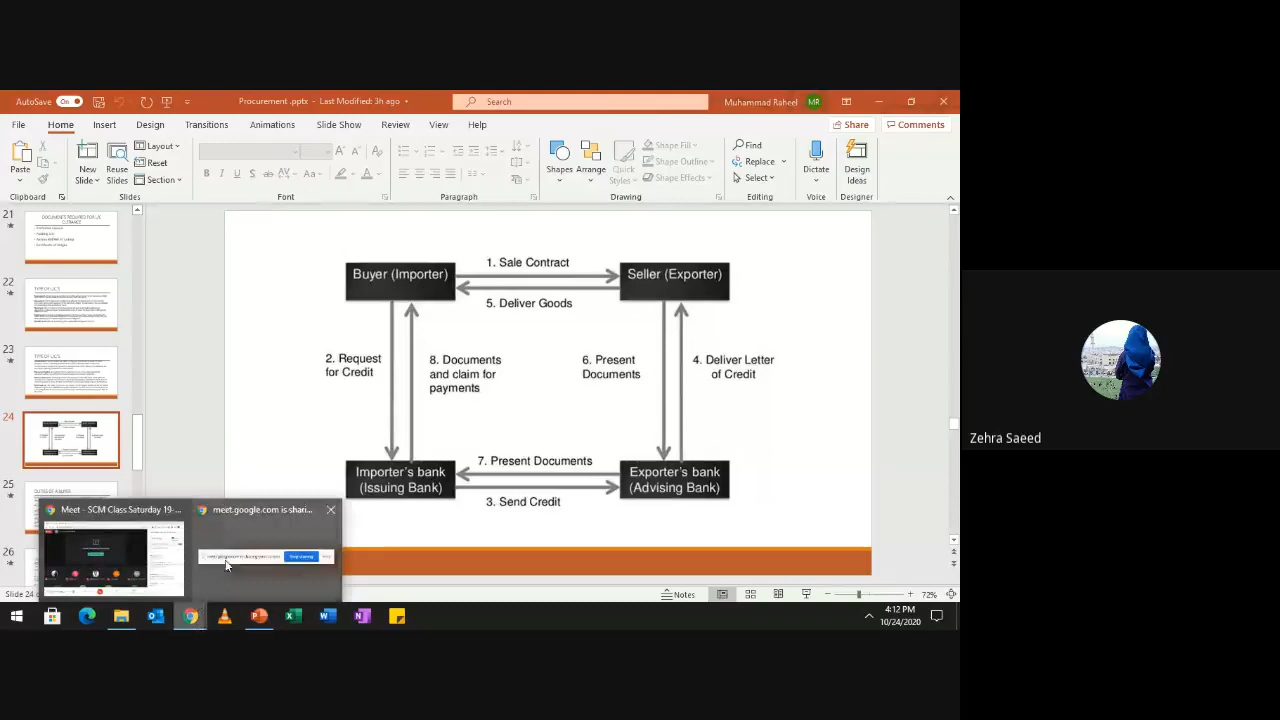 AutoSave On
Procurement .pptx - Last Modified: 3h ago
Search
Muhammad Raheel MR
File Home Insert Design Transitions Animations Slide Show Review View Help
Share Comments
Paste
New Slide
Reuse Slides
Layout
Reset
Section
Shapes
Arrange
Quick Styles
Shape Fill
Shape Outline
Shape Effects
Find
Replace
Select
Dictate
Design Ideas
Clipboard Slides Font Paragraph Drawing Editing Voice Designer
21
22
23
24
25
26
Buyer (Importer)
1. Sale Contract
Seller (Exporter)
5. Deliver Goods
2. Request
for Credit
8. Documents
and claim for
payments
6. Present
Documents
4. Deliver Letter
of Credit
Importer's bank
(Issuing Bank)
7. Present Documents
Exporter's bank
(Advising Bank)
3. Send Credit
Meet - SCM Class Saturday 19-...
meet.google.com is shari...
Slide 24
Notes
72%
4:12 PM
10/24/2020
Zehra Saeed